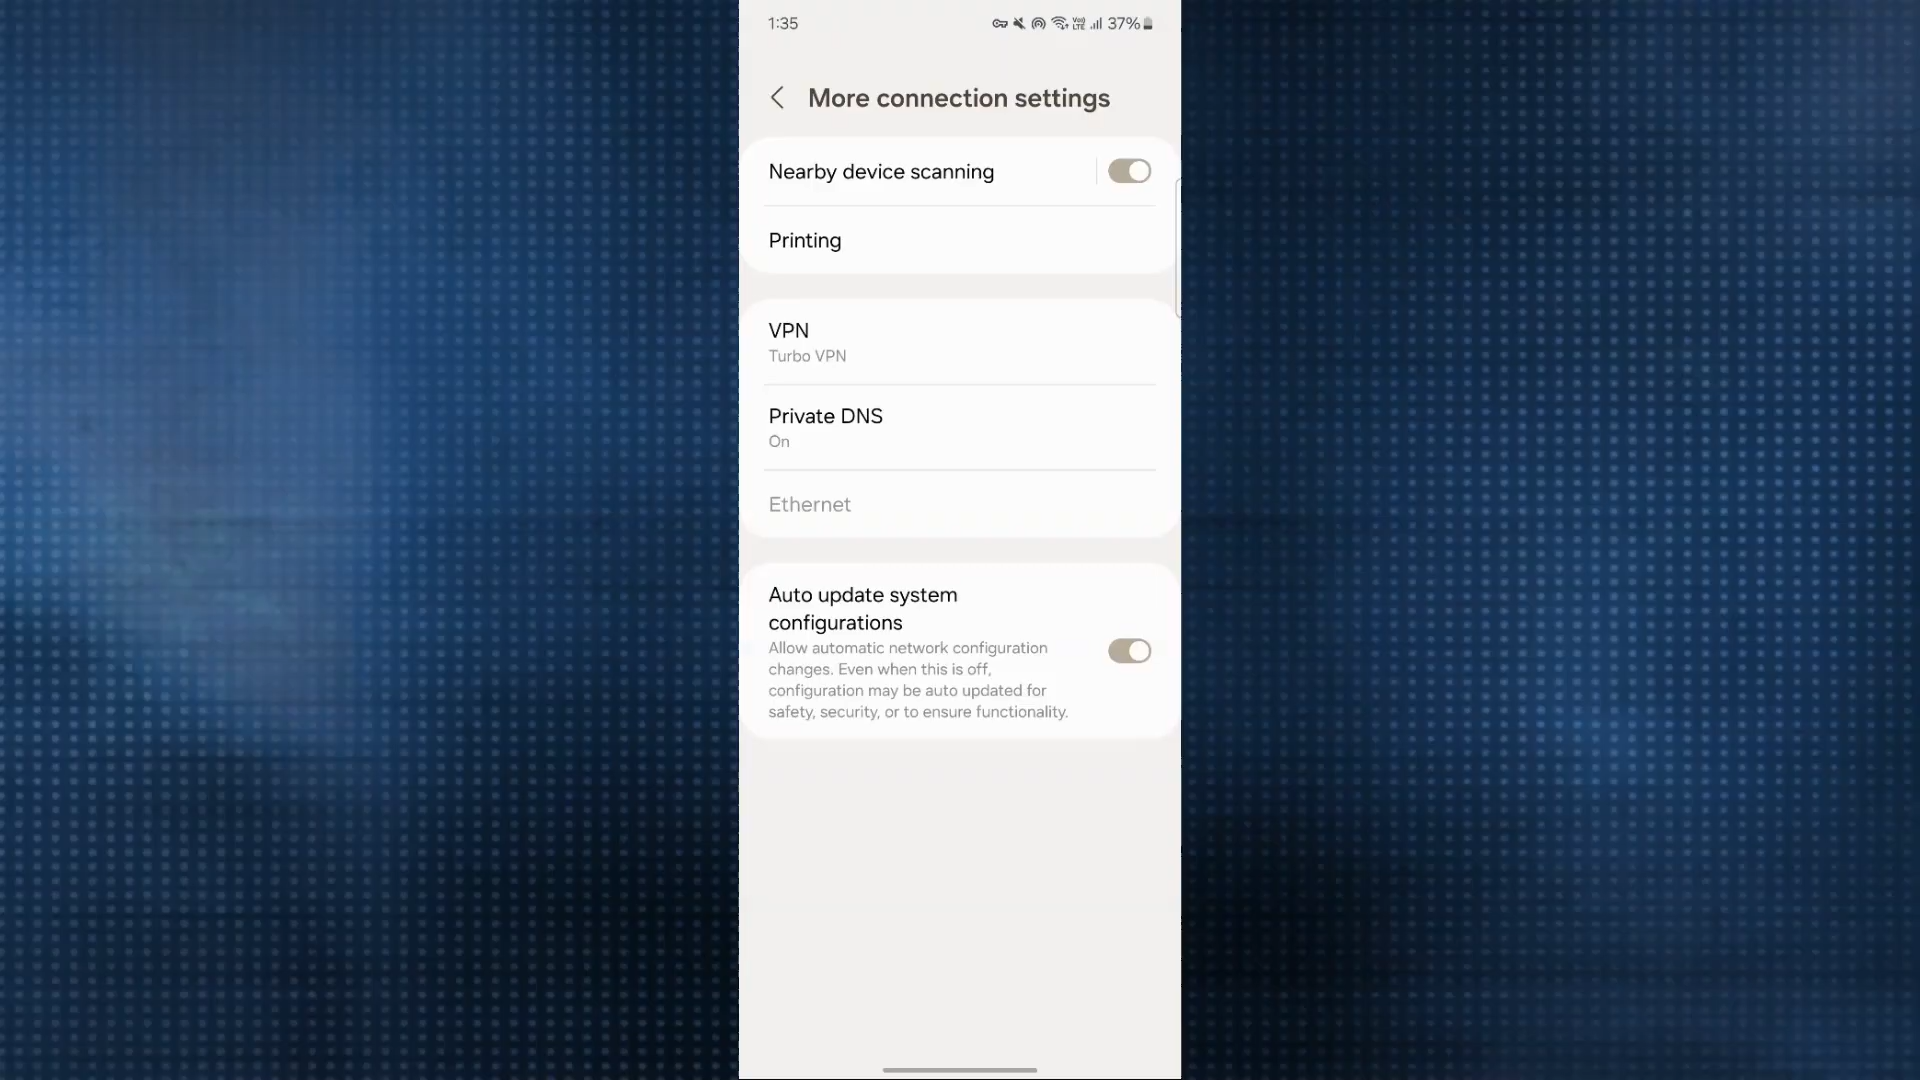 1:35
37%
More connection settings
Nearby device scanning
Printing
VPN
Turbo VPN
Private DNS
On
Ethernet
Auto update system
configurations
Allow automatic network configuration
changes. Even when this is off,
configuration may be auto updated for
safety, security, or to ensure functionality.